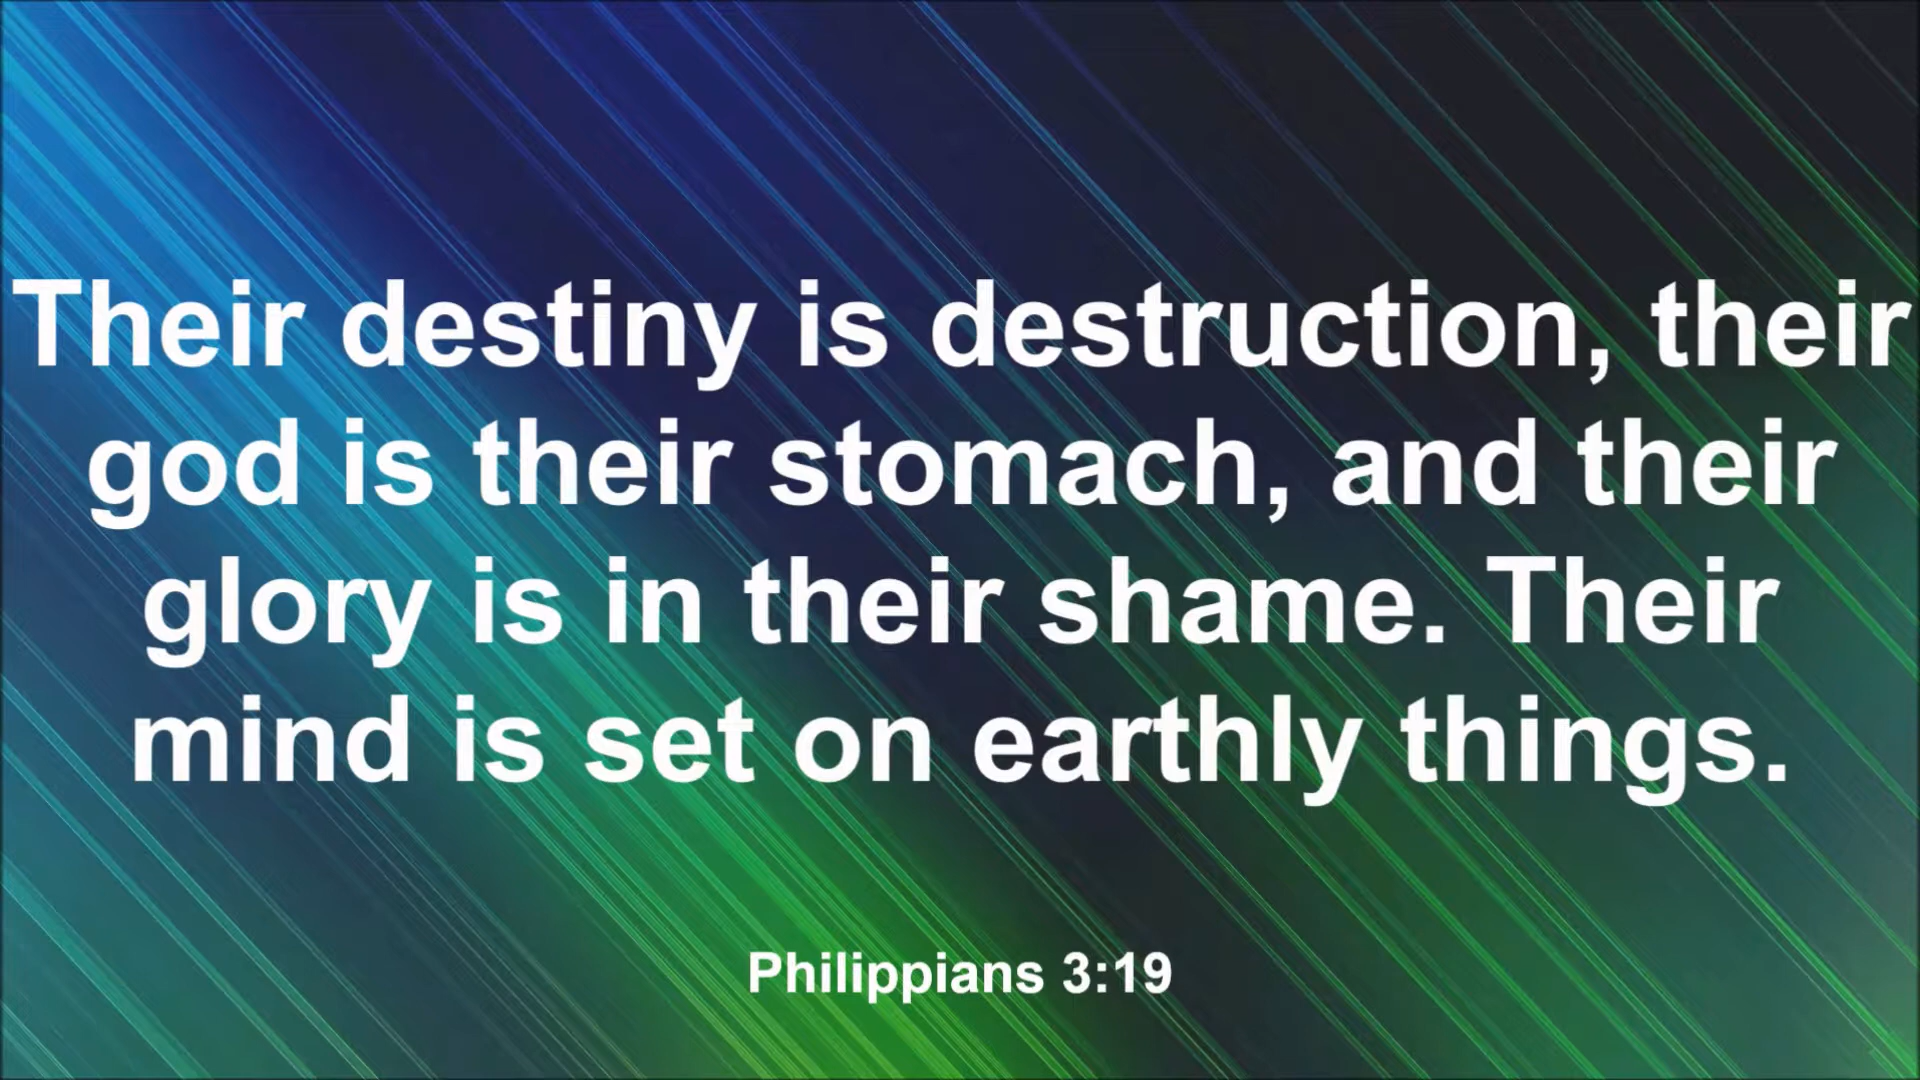 Their destiny is destruction, their
god is their stomach, and their
glory is in their shame. Their
mind is set on earthly things.
Philippians 3:19